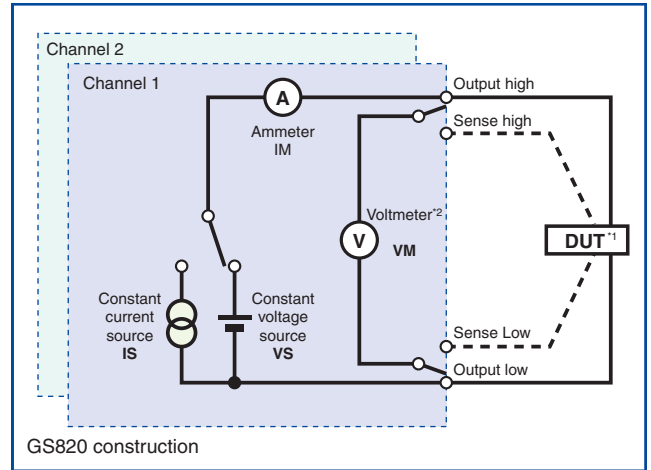 Channel 2
Channel 1
A
Ammeter
IM
Output high
Sense high
Voltmeter*2
V
VM
DUT*1
Constant
current
source
IS
Constant
voltage
source
VS
Sense Low
Output low
GS820 construction